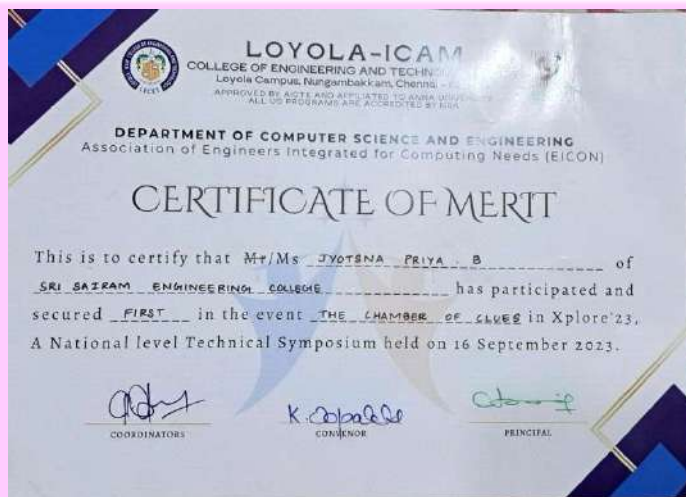 LOYOLA-ICAM
COLLEGE OF ENGINEERING AND
Loyola Campus, Nungambakkam, Chennai -
APPROVED BY AICTE AND AFFILIATED TO ANNA
ALL UG PROGRAMS ARE ACCREDITED BY NBA
DEPARTMENT OF COMPUTER SCIENCE AND ENGINEERING
Association of Engineers Integrated for Computing Needs (EICON)
CERTIFICATE OF MERIT
This is to certify that Mr/Ms JYOTSNA PRIYA . B of
SRI SAIRAM ENGINEERING COLLEGE has participated and
secured FIRST in the event THE CHAMBER OF CLUES in Xplore'23,
A National level Technical Symposium held on 16 September 2023.
COORDINATORS
CONVENOR
PRINCIPAL